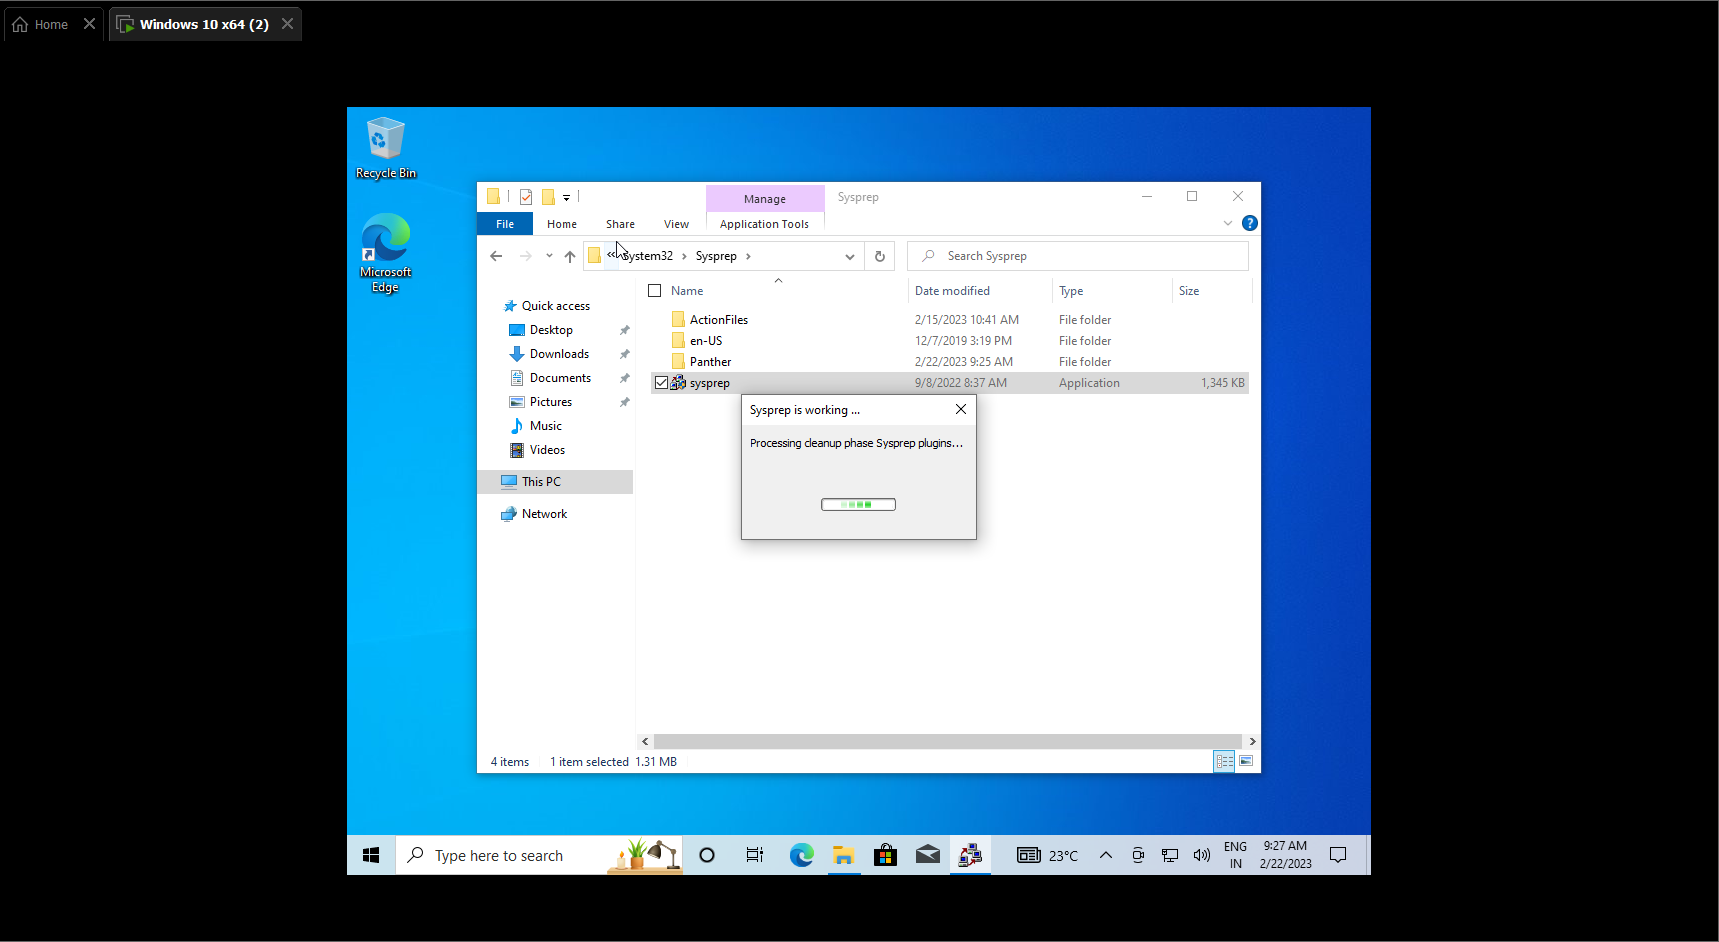 Home
Windows 10 x64 (2)
Recycle Bin
Microsoft
Edge
Manage
Sysprep
File
Home
Share
View
Application Tools
« System32 > Sysprep >
Search Sysprep
Name
Date modified
Type
Size
Quick access
Desktop
Downloads
Documents
Pictures
Music
Videos
This PC
Network
ActionFiles 2/15/2023 10:41 AM File folder
en-US 12/7/2019 3:19 PM File folder
Panther 2/22/2023 9:25 AM File folder
sysprep 9/8/2022 8:37 AM Application 1,345 KB
Sysprep is working ...
Processing cleanup phase Sysprep plugins...
4 items 1 item selected 1.31 MB
Type here to search
23°C
ENG
IN
9:27 AM
2/22/2023